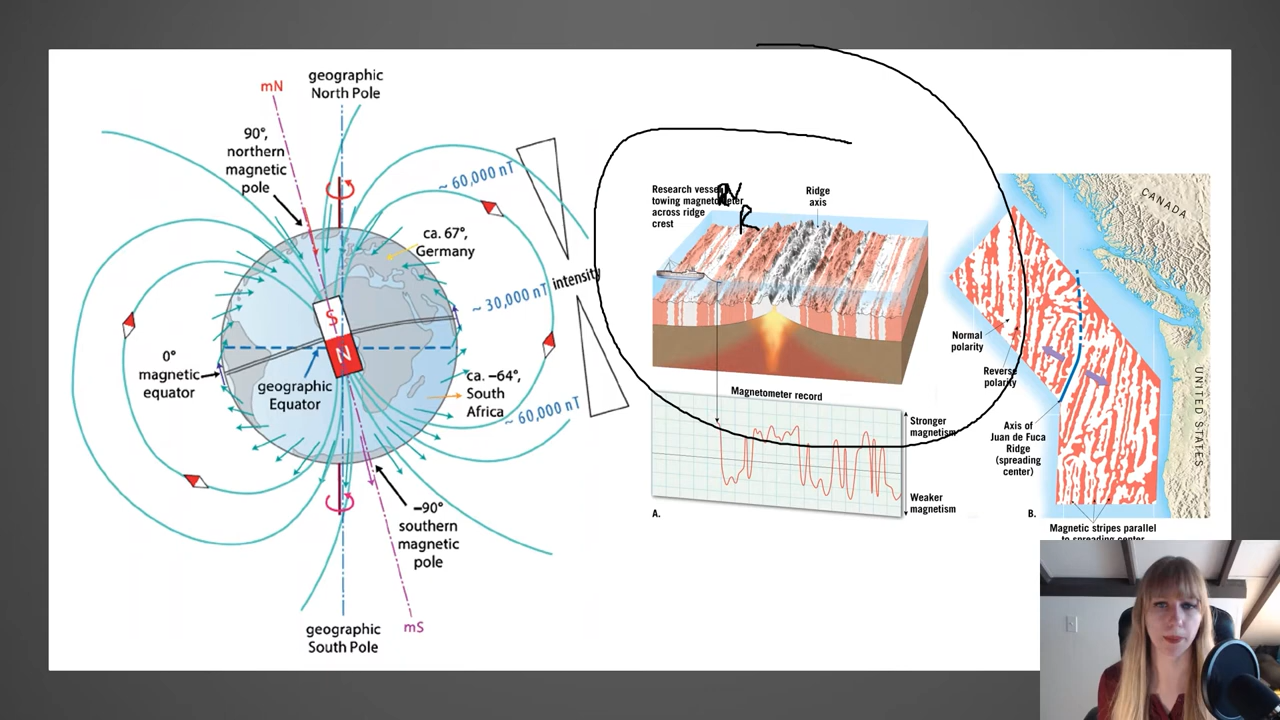 mN
geographic
North Pole
90°,
northern
magnetic
pole
~ 60,000 nT
ca. 67°,
Germany
intensity
~ 30,000 nT
S
N
0°
magnetic
equator
geographic
Equator
ca. –64°,
South
Africa
~ 60,000 nT
–90°
southern
magnetic
pole
geographic
South Pole
mS
Research vessel
towing magnetometer
across ridge
crest
N
R
Ridge
axis
Magnetometer record
Stronger
magnetism
Weaker
magnetism
A.
CANADA
UNITED STATES
Normal
polarity
Reverse
polarity
Axis of
Juan de Fuca
Ridge
(spreading
center)
B.
Magnetic stripes parallel
to spreading center